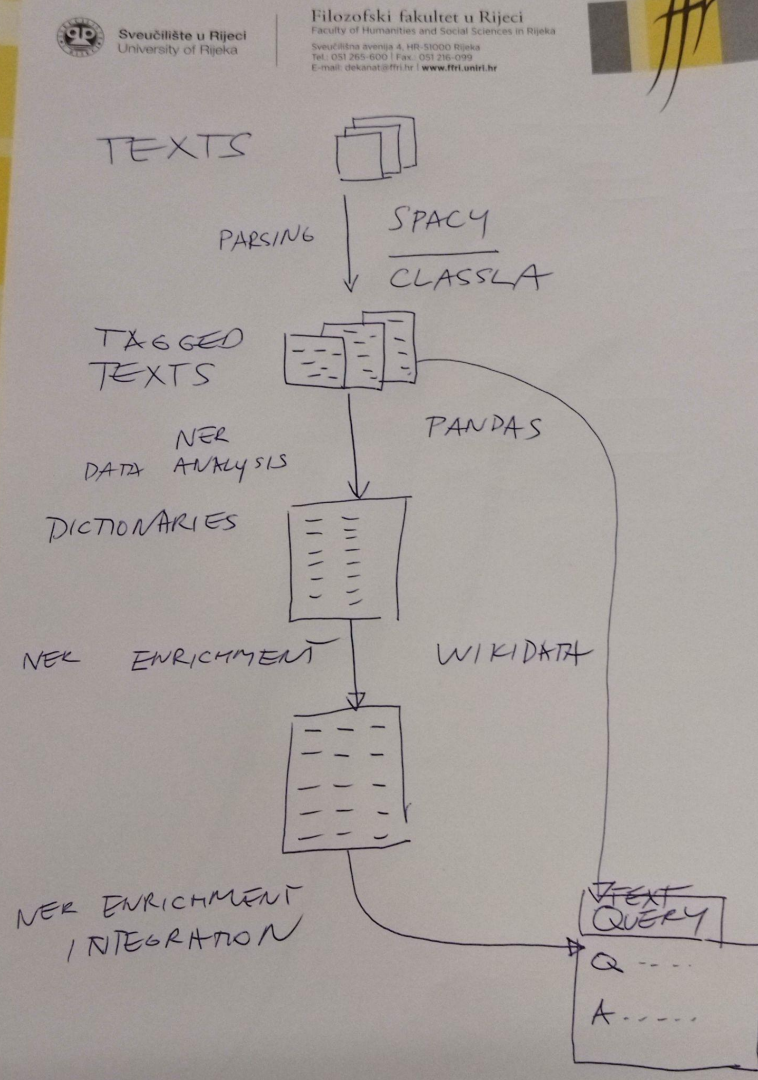 Sveučilište u Rijeci
University of Rijeka
Filozofski fakultet u Rijeci
Faculty of Humanities and Social Sciences in Rijeka
Sveučilišna avenija 4, HR-51000 Rijeka
Tel.: 051 265-600 | Fax.: 051 216-099
E-mail: dekanat@ffri.hr | www.ffri.uniri.hr
TEXTS
PARSING
SPACY
CLASSLA
TAGGED
TEXTS
NER
DATA ANALYSIS
PANDAS
DICTIONARIES
NER ENRICHMENT
WIKIDATA
NER ENRICHMENT
INTEGRATION
TEXT
QUERY
Q
A